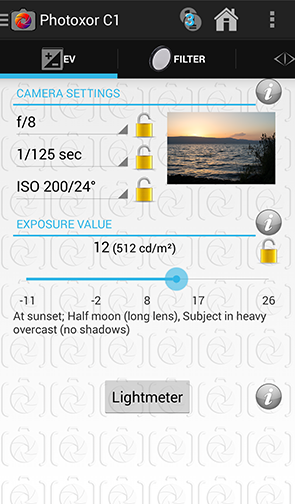 Photoxor C1
3
EV
FILTER
CAMERA SETTINGS
i
f/8
1/125 sec
ISO 200/24°
EXPOSURE VALUE
i
12 (512 cd/m²)
-11 -2 8 17 26
At sunset; Half moon (long lens), Subject in heavy
overcast (no shadows)
Lightmeter
i